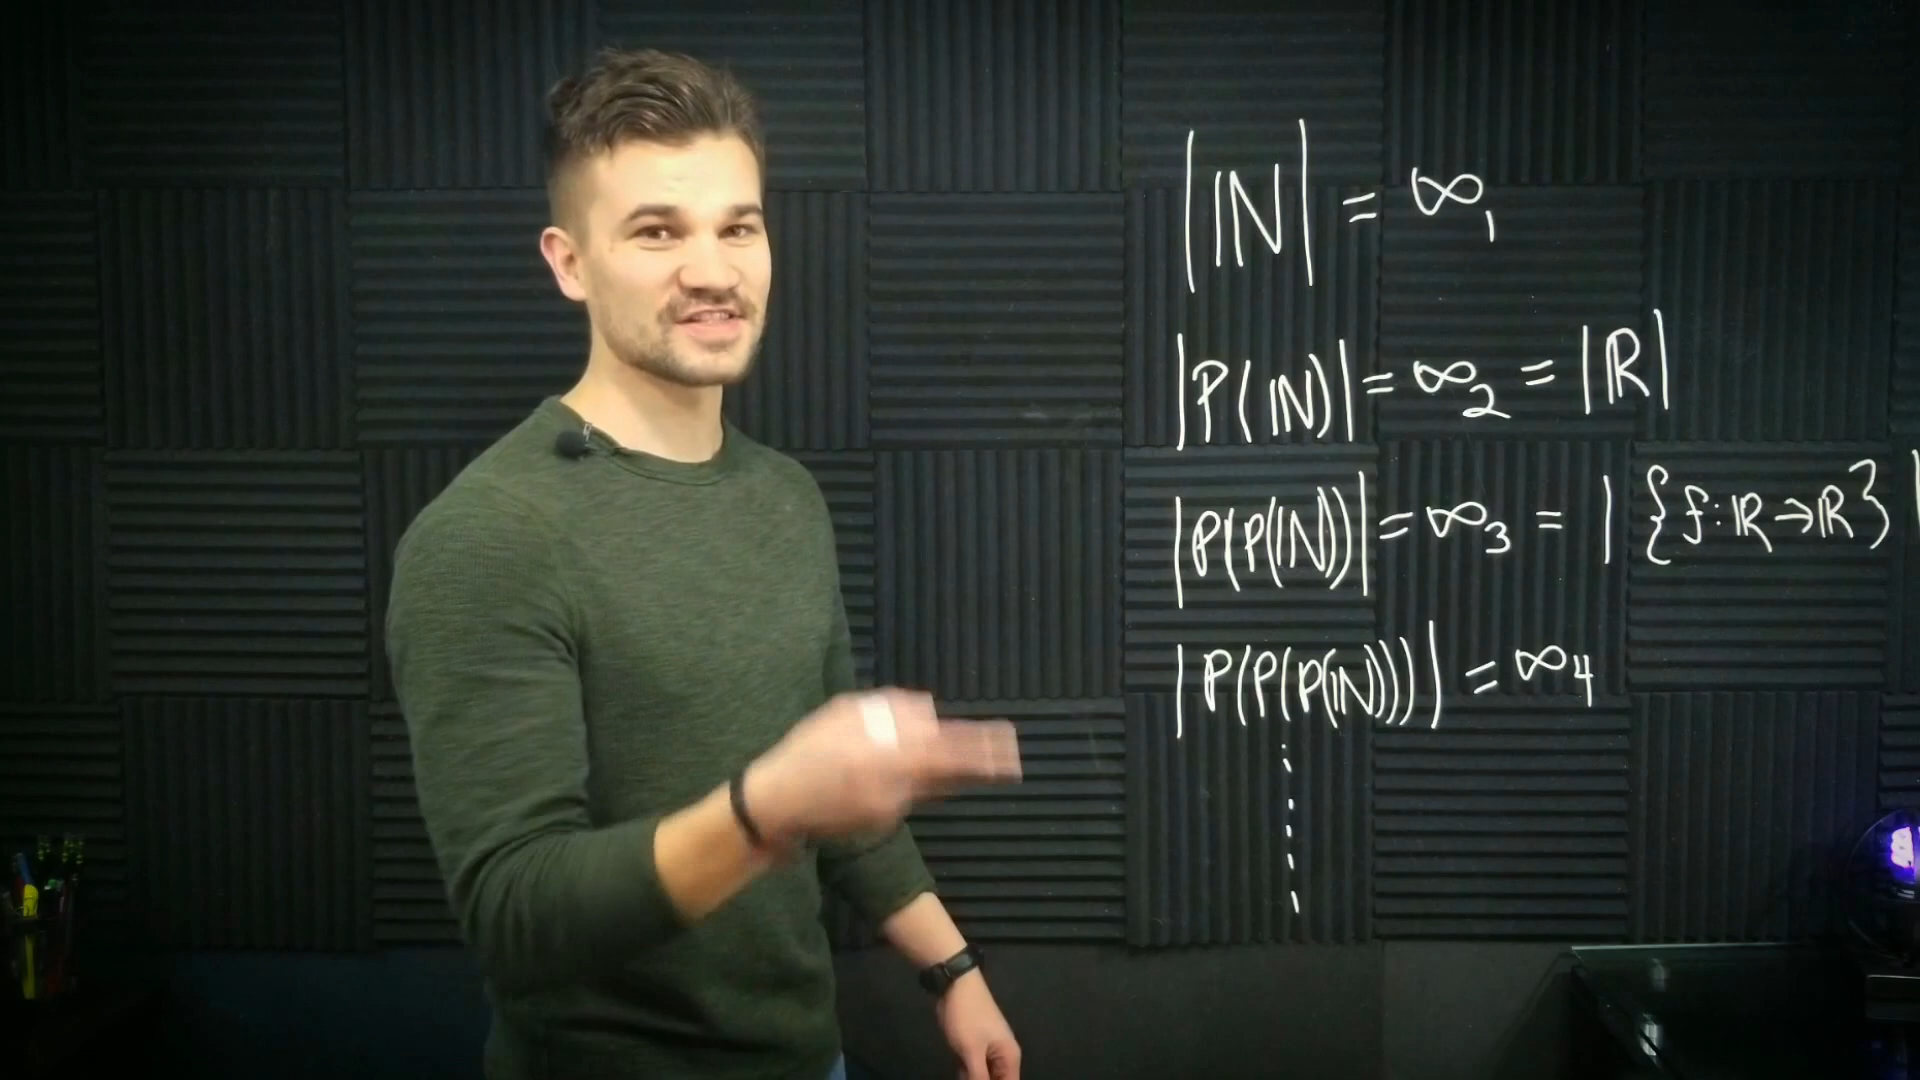 |ℕ| = ∞₁
|P(ℕ)| = ∞₂ = |ℝ|
|P(P(ℕ))| = ∞₃ = |{f:ℝ→ℝ}|
|P(P(P(ℕ)))| = ∞₄